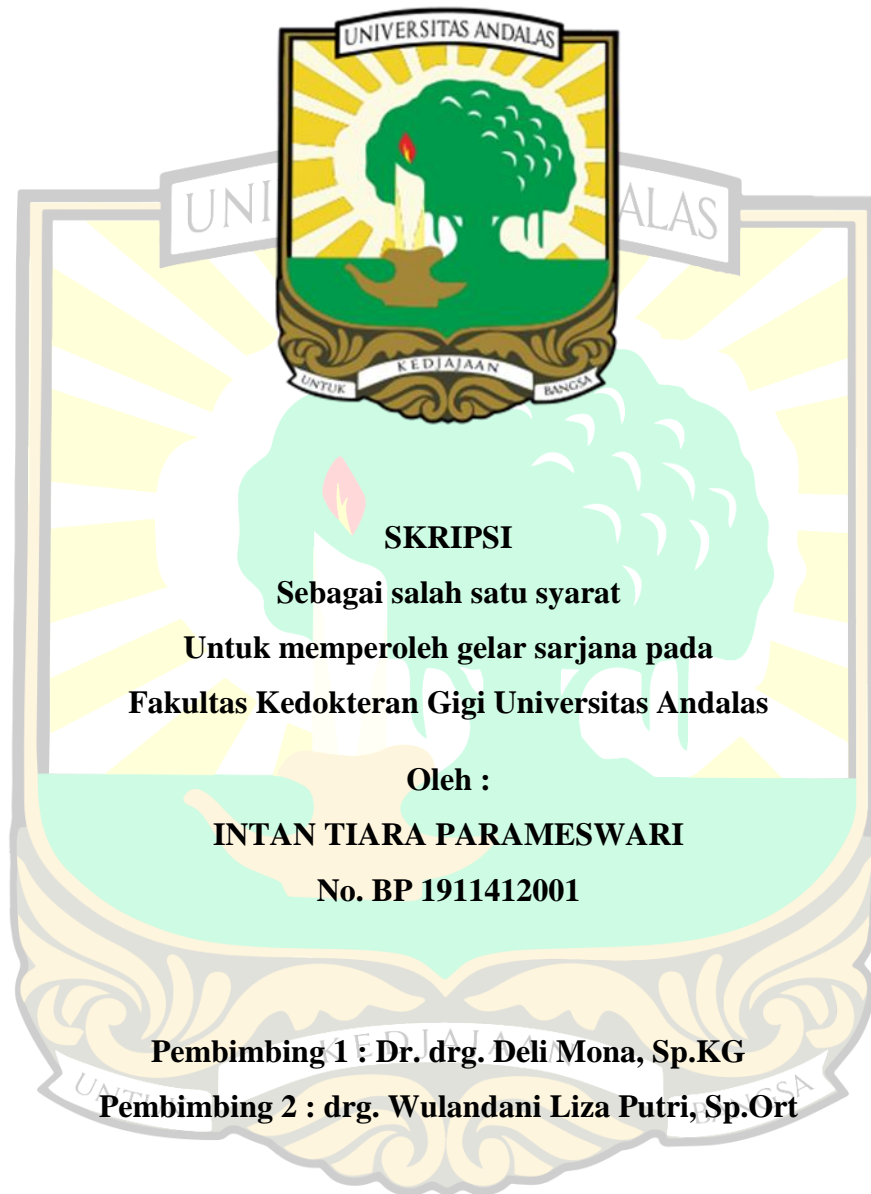 UNIVERSITAS ANDALAS
UNTUK KEDJAJAAN BANGSA
SKRIPSI
Sebagai salah satu syarat
Untuk memperoleh gelar sarjana pada
Fakultas Kedokteran Gigi Universitas Andalas
Oleh :
INTAN TIARA PARAMESWARI
No. BP 1911412001
Pembimbing 1 : Dr. drg. Deli Mona, Sp.KG
Pembimbing 2 : drg. Wulandani Liza Putri, Sp.Ort